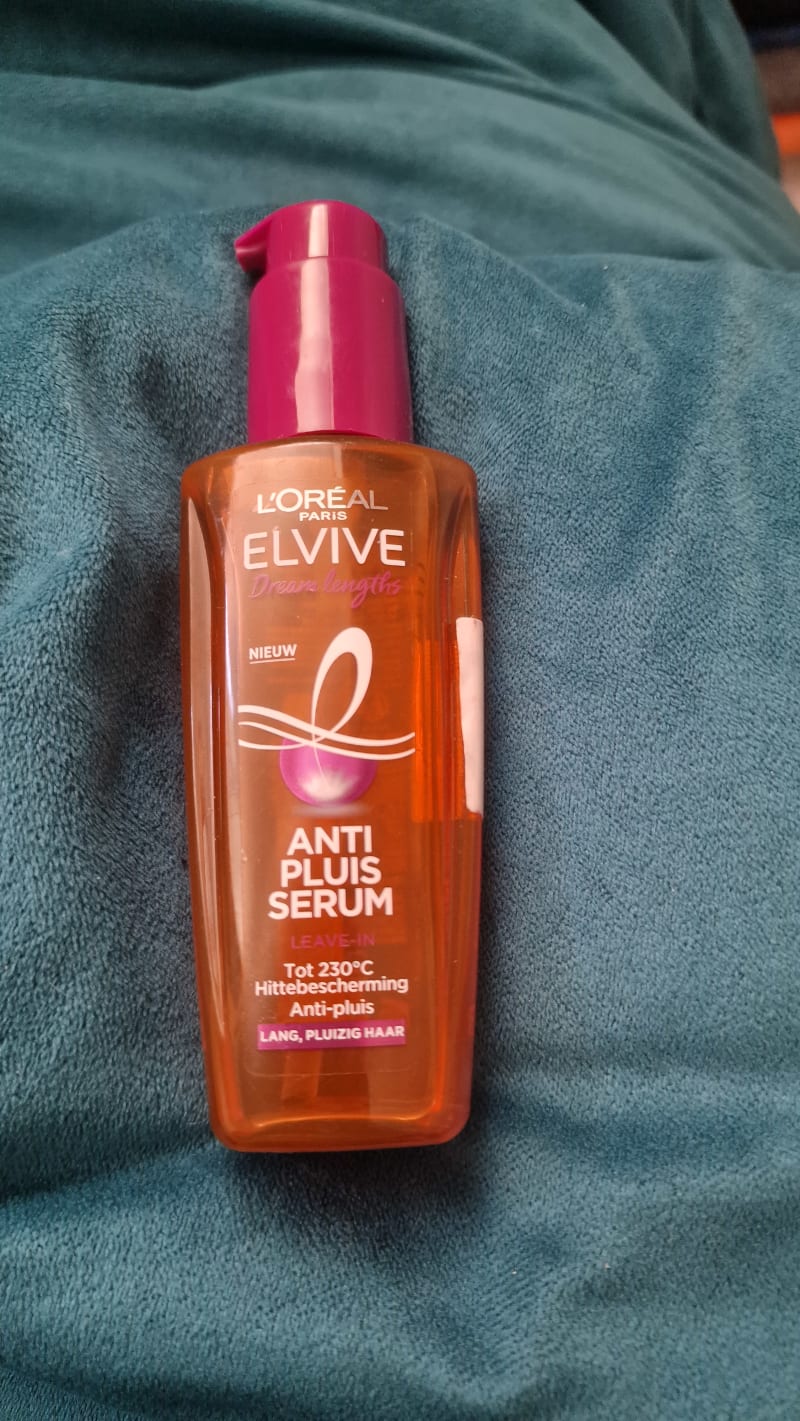 L'ORÉAL
PARIS
ELVIVE
Dream lengths
NIEUW
ANTI
PLUIS
SERUM
LEAVE-IN
Tot 230°C
Hittebescherming
Anti-pluis
LANG, PLUIZIG HAAR